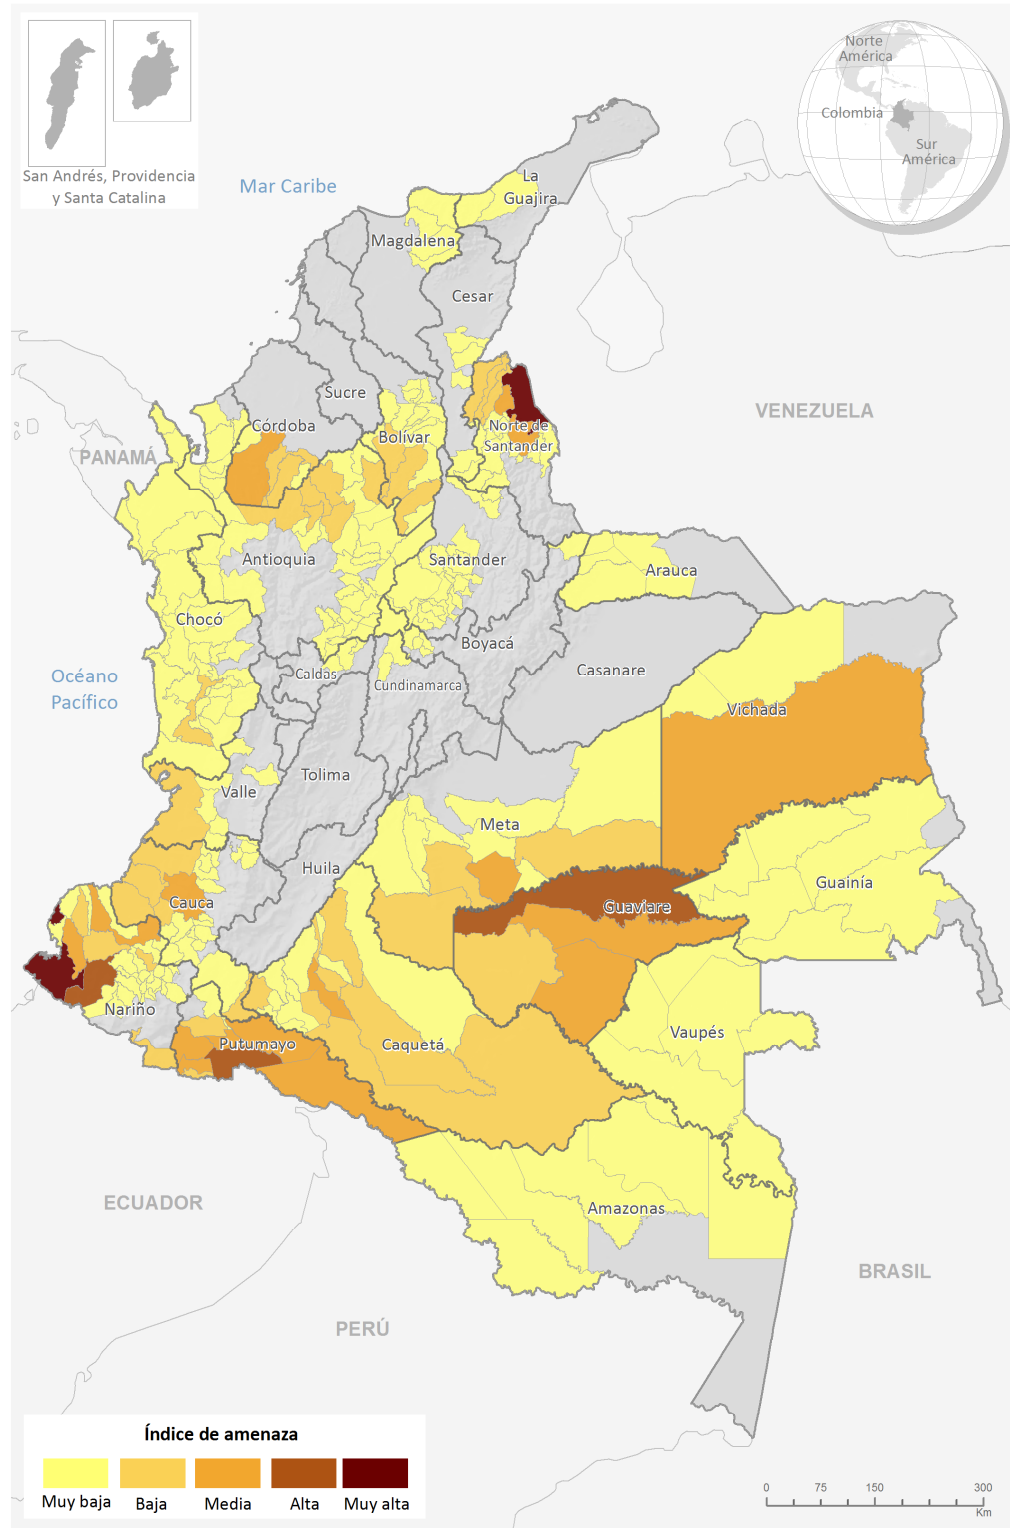 Norte
América
Colombia
Sur
América
San Andrés, Providencia
y Santa Catalina
Mar Caribe
La
Guajira
Magdalena
Cesar
VENEZUELA
Sucre
Córdoba
Bolívar
Norte de
Santander
PANAMÁ
Antioquia
Santander
Arauca
Chocó
Boyacá
Casanare
Caldas
Cundinamarca
Océano
Pacífico
Vichada
Tolima
Valle
Meta
Huila
Guainía
Cauca
Guaviare
Nariño
Putumayo
Caquetá
Vaupés
ECUADOR
Amazonas
BRASIL
PERÚ
Índice de amenaza
Muy baja
Baja
Media
Alta
Muy alta
0 75 150 300
Km